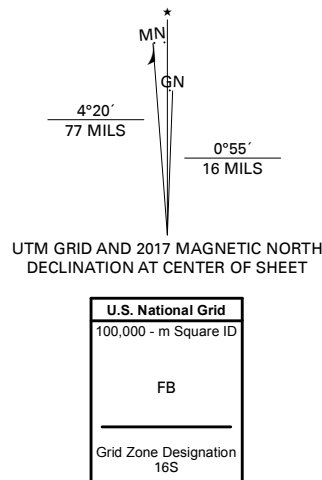 ★
MN
GN
4°20´
77 MILS
0°55´
16 MILS
UTM GRID AND 2017 MAGNETIC NORTH
DECLINATION AT CENTER OF SHEET
U.S. National Grid
100,000 - m Square ID
FB
Grid Zone Designation
16S